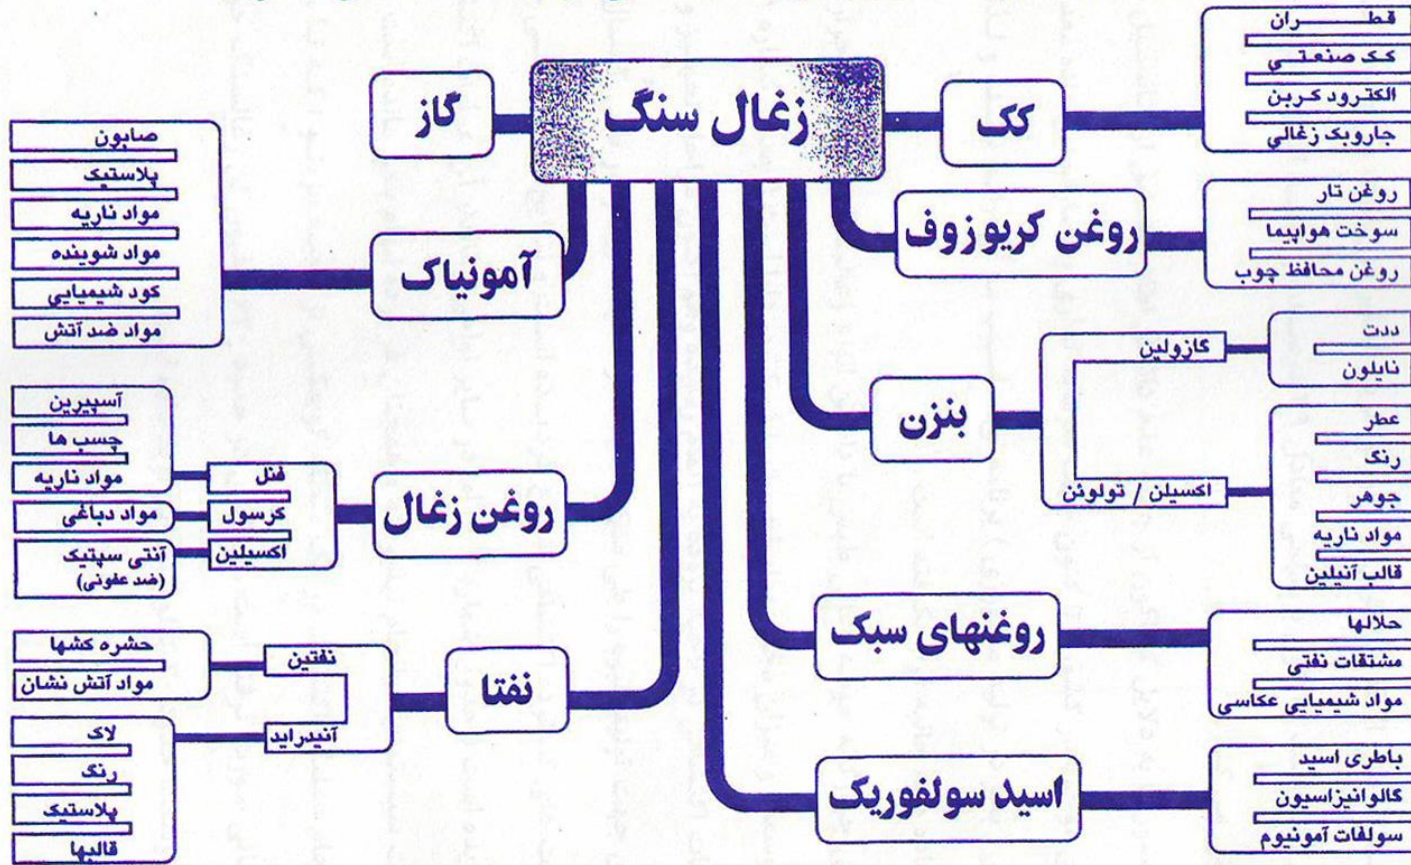 زغال سنگ
کک
قطران
کک صنعتی
الکترود کربن
جاروبک زغالی
روغن کریوزوف
روغن تار
سوخت هواپیما
روغن محافظ چوب
بنزن
گازولین
ددت
نایلون
اکسیلن / تولوئن
عطر
رنگ
جوهر
مواد ناریه
قالب آنیلین
روغنهای سبک
حلالها
مشتقات نفتی
مواد شیمیایی عکاسی
اسید سولفوریک
باطری اسید
گالوانیزاسیون
سولفات آمونیوم
گاز
آمونیاک
صابون
پلاستیک
مواد ناریه
مواد شوینده
کود شیمیایی
مواد ضد آتش
روغن زغال
فنل
آسپیرین
چسب ها
مواد ناریه
کرسول
مواد دباغی
اکسیلین
آنتی سپتیک
(ضد عفونی)
نفتا
نفتین
حشره کشها
مواد آتش نشان
آنیدراید
لاک
رنگ
پلاستیک
قالبها